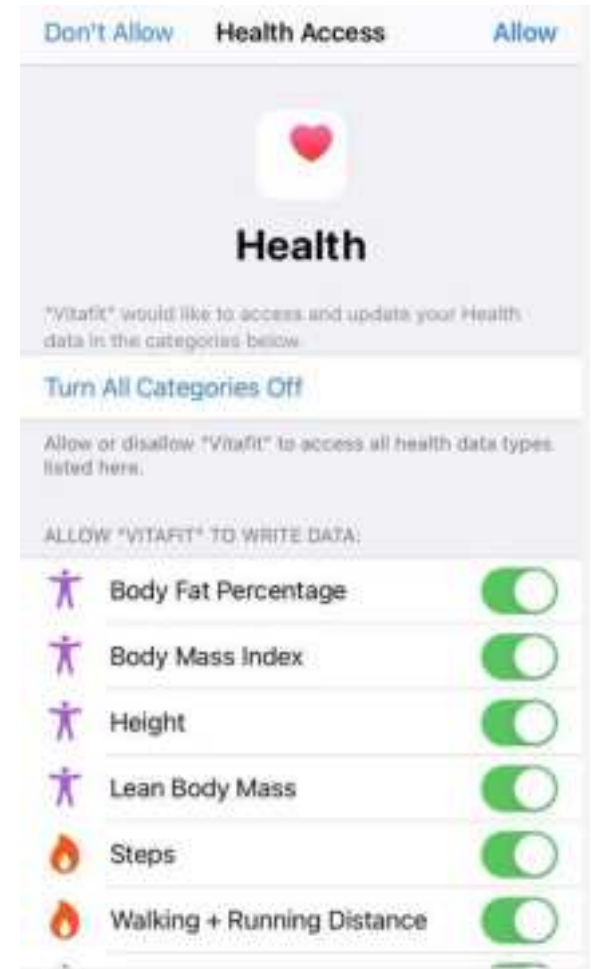 Don't Allow Health Access Allow
Health
"Vitafit" would like to access and update your Health
data in the categories below.
Turn All Categories Off
Allow or disallow "Vitafit" to access all health data types
listed here.
ALLOW "VITAFIT" TO WRITE DATA:
Body Fat Percentage
Body Mass Index
Height
Lean Body Mass
Steps
Walking + Running Distance